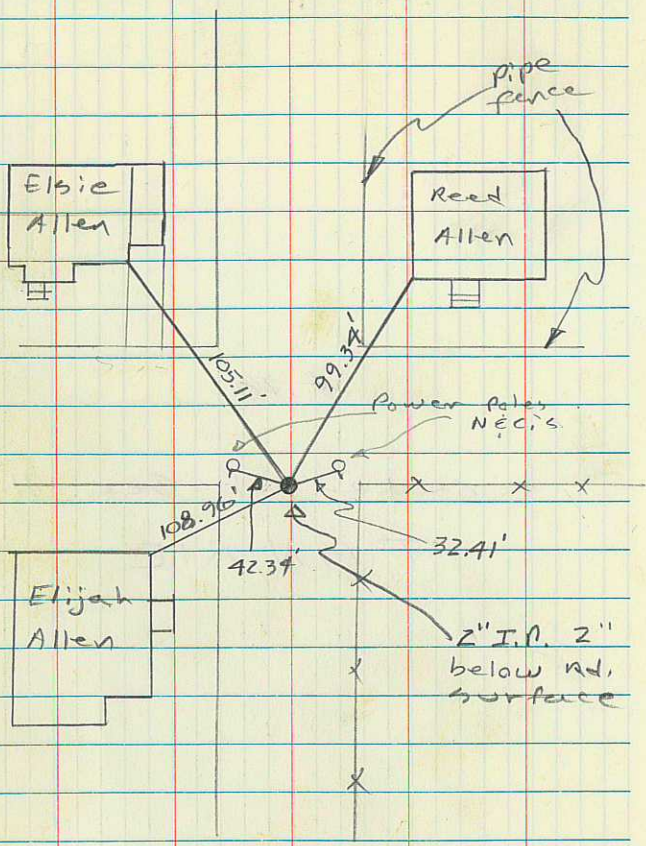 Pipe
fence
Elsie
Allen
Reed
Allen
105.11'
99.34'
Power Poles
N & C's.
108.96'
42.34'
32.41'
Elijah
Allen
2" I.P. 2"
below Rd.
surface